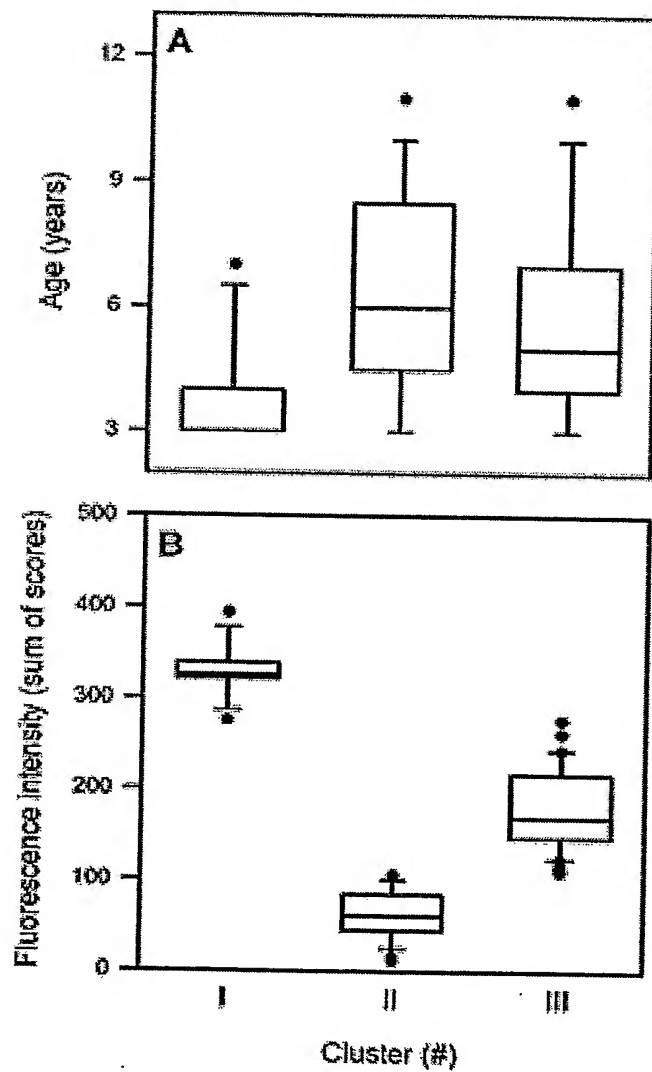 A
Age (years)
12
9
6
3
B
Fluorescence Intensity (sum of scores)
500
400
300
200
100
0
I
II
III
Cluster (#)